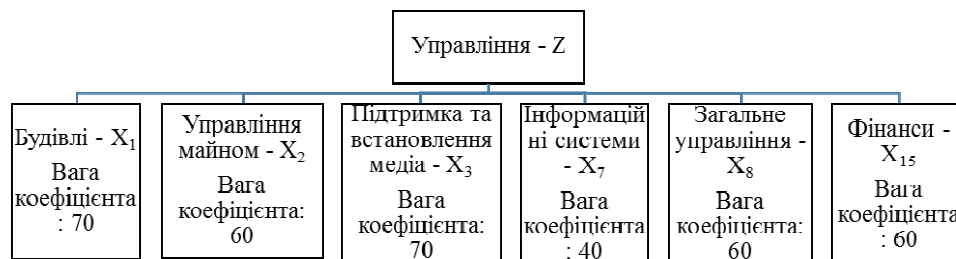 Управління - Z
Будівлі - X₁
Вага
коефіцієнта
: 70
Управління
майном - X₂
Вага
коефіцієнта:
60
Підтримка та
встановлення
медіа - X₃
Вага
коефіцієнта:
70
Інформацій
ні системи
- X₇
Вага
коефіцієнта
: 40
Загальне
управління -
X₈
Вага
коефіцієнта:
60
Фінанси -
X₁₅
Вага
коефіцієнта
: 60